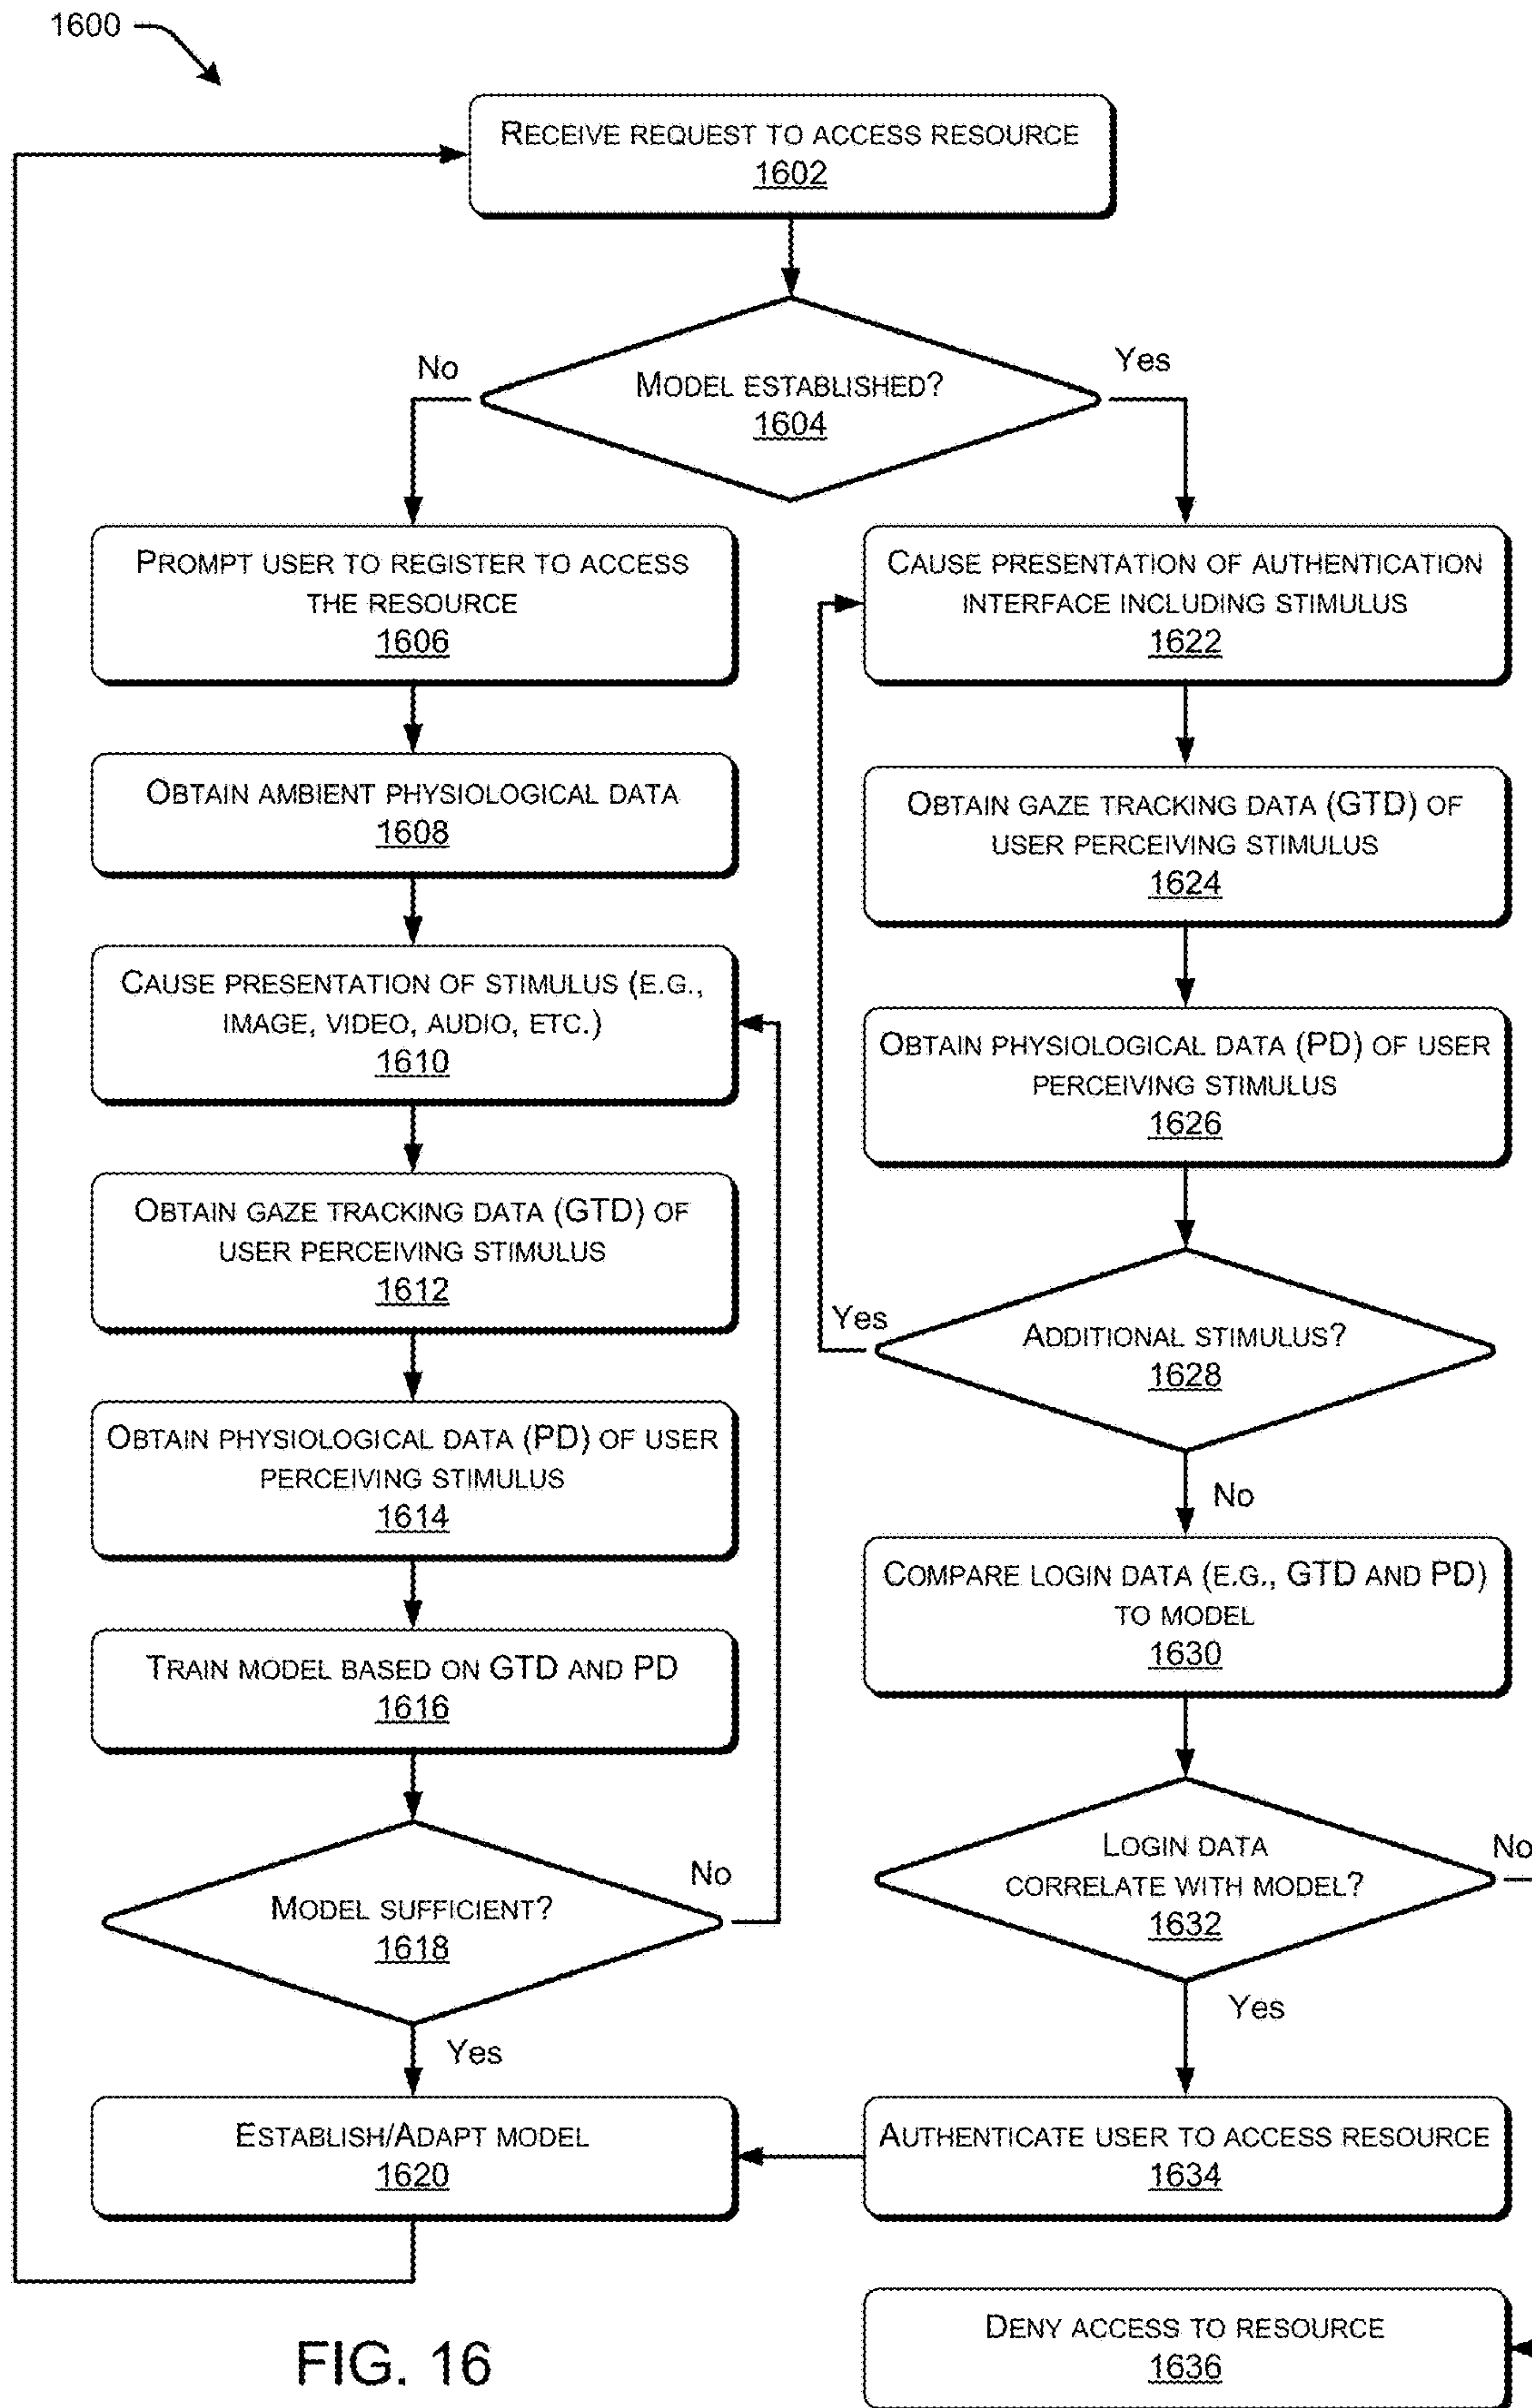 1600
RECEIVE REQUEST TO ACCESS RESOURCE
1602
No
Yes
MODEL ESTABLISHED?
1604
PROMPT USER TO REGISTER TO ACCESS
THE RESOURCE
1606
OBTAIN AMBIENT PHYSIOLOGICAL DATA
1608
CAUSE PRESENTATION OF STIMULUS (E.G.,
IMAGE, VIDEO, AUDIO, ETC.)
1610
OBTAIN GAZE TRACKING DATA (GTD) OF
USER PERCEIVING STIMULUS
1612
OBTAIN PHYSIOLOGICAL DATA (PD) OF USER
PERCEIVING STIMULUS
1614
TRAIN MODEL BASED ON GTD AND PD
1616
No
MODEL SUFFICIENT?
1618
Yes
ESTABLISH/ADAPT MODEL
1620
CAUSE PRESENTATION OF AUTHENTICATION
INTERFACE INCLUDING STIMULUS
1622
OBTAIN GAZE TRACKING DATA (GTD) OF
USER PERCEIVING STIMULUS
1624
OBTAIN PHYSIOLOGICAL DATA (PD) OF USER
PERCEIVING STIMULUS
1626
Yes
ADDITIONAL STIMULUS?
1628
No
COMPARE LOGIN DATA (E.G., GTD AND PD)
TO MODEL
1630
LOGIN DATA
CORRELATE WITH MODEL?
1632
No
Yes
AUTHENTICATE USER TO ACCESS RESOURCE
1634
DENY ACCESS TO RESOURCE
1636
FIG. 16